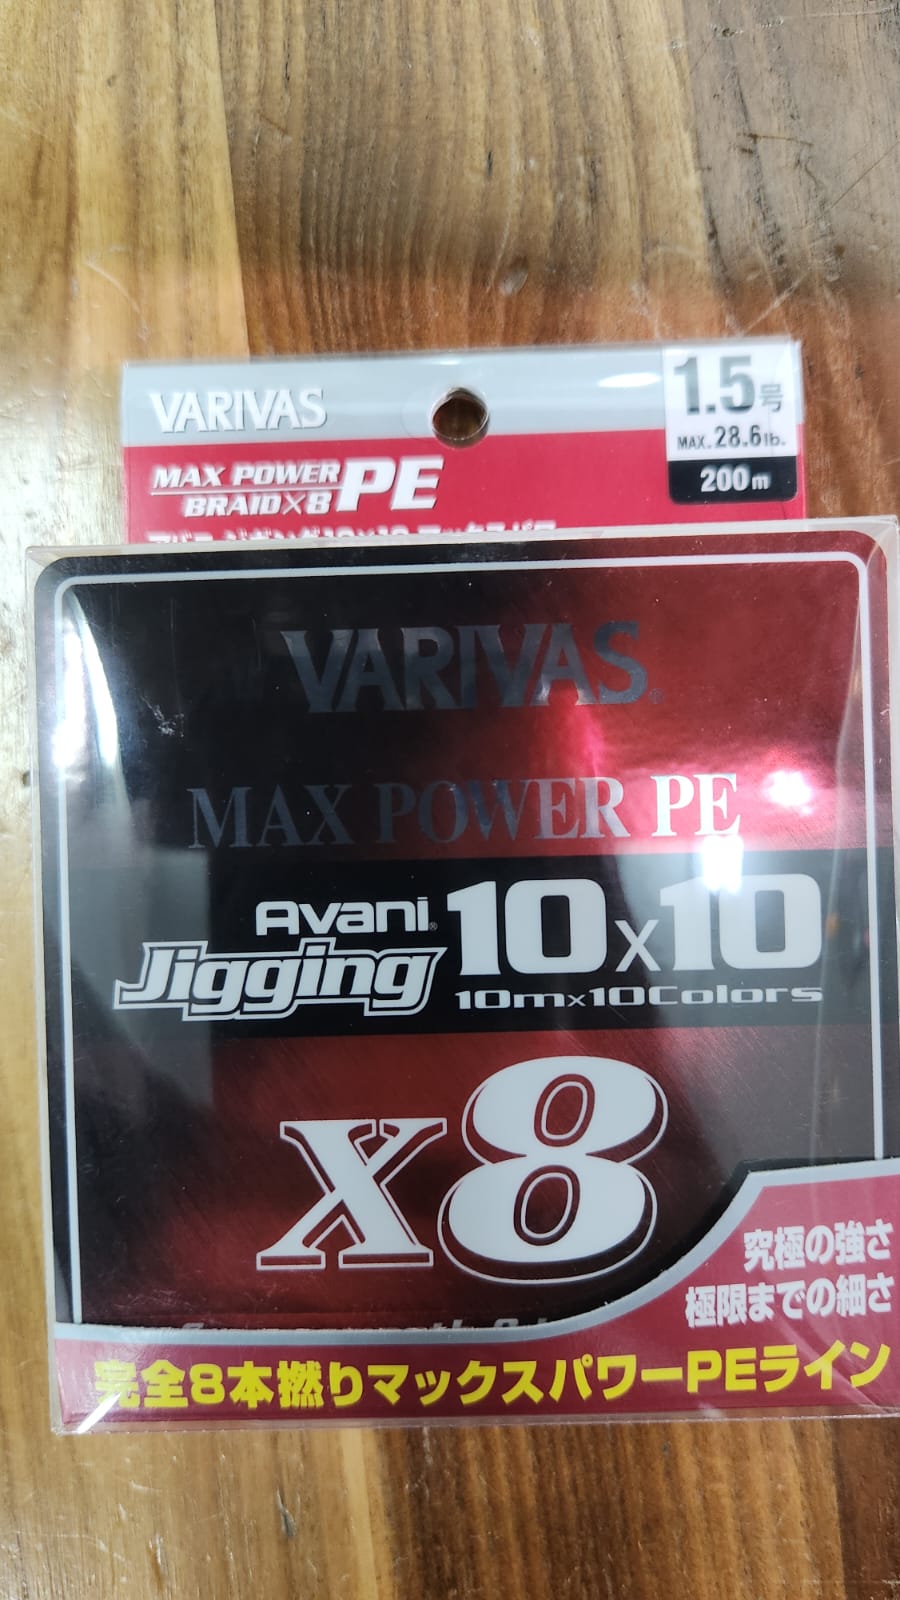 VARIVAS
1.5号
MAX. 28.6lb.
200m
MAX POWER
BRAID×8 PE
VARIVAS®
MAX POWER PE
Avani®
Jigging 10×10
10m×10Colors
x8
究極の強さ
極限までの細さ
完全8本撚りマックスパワーPEライン